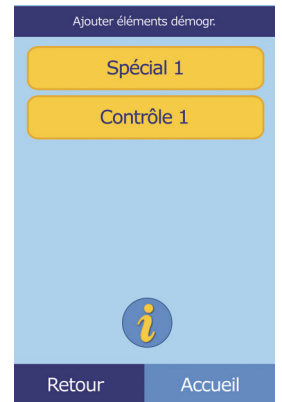 Ajouter éléments démogr.
Spécial 1
Contrôle 1
i
Retour Accueil